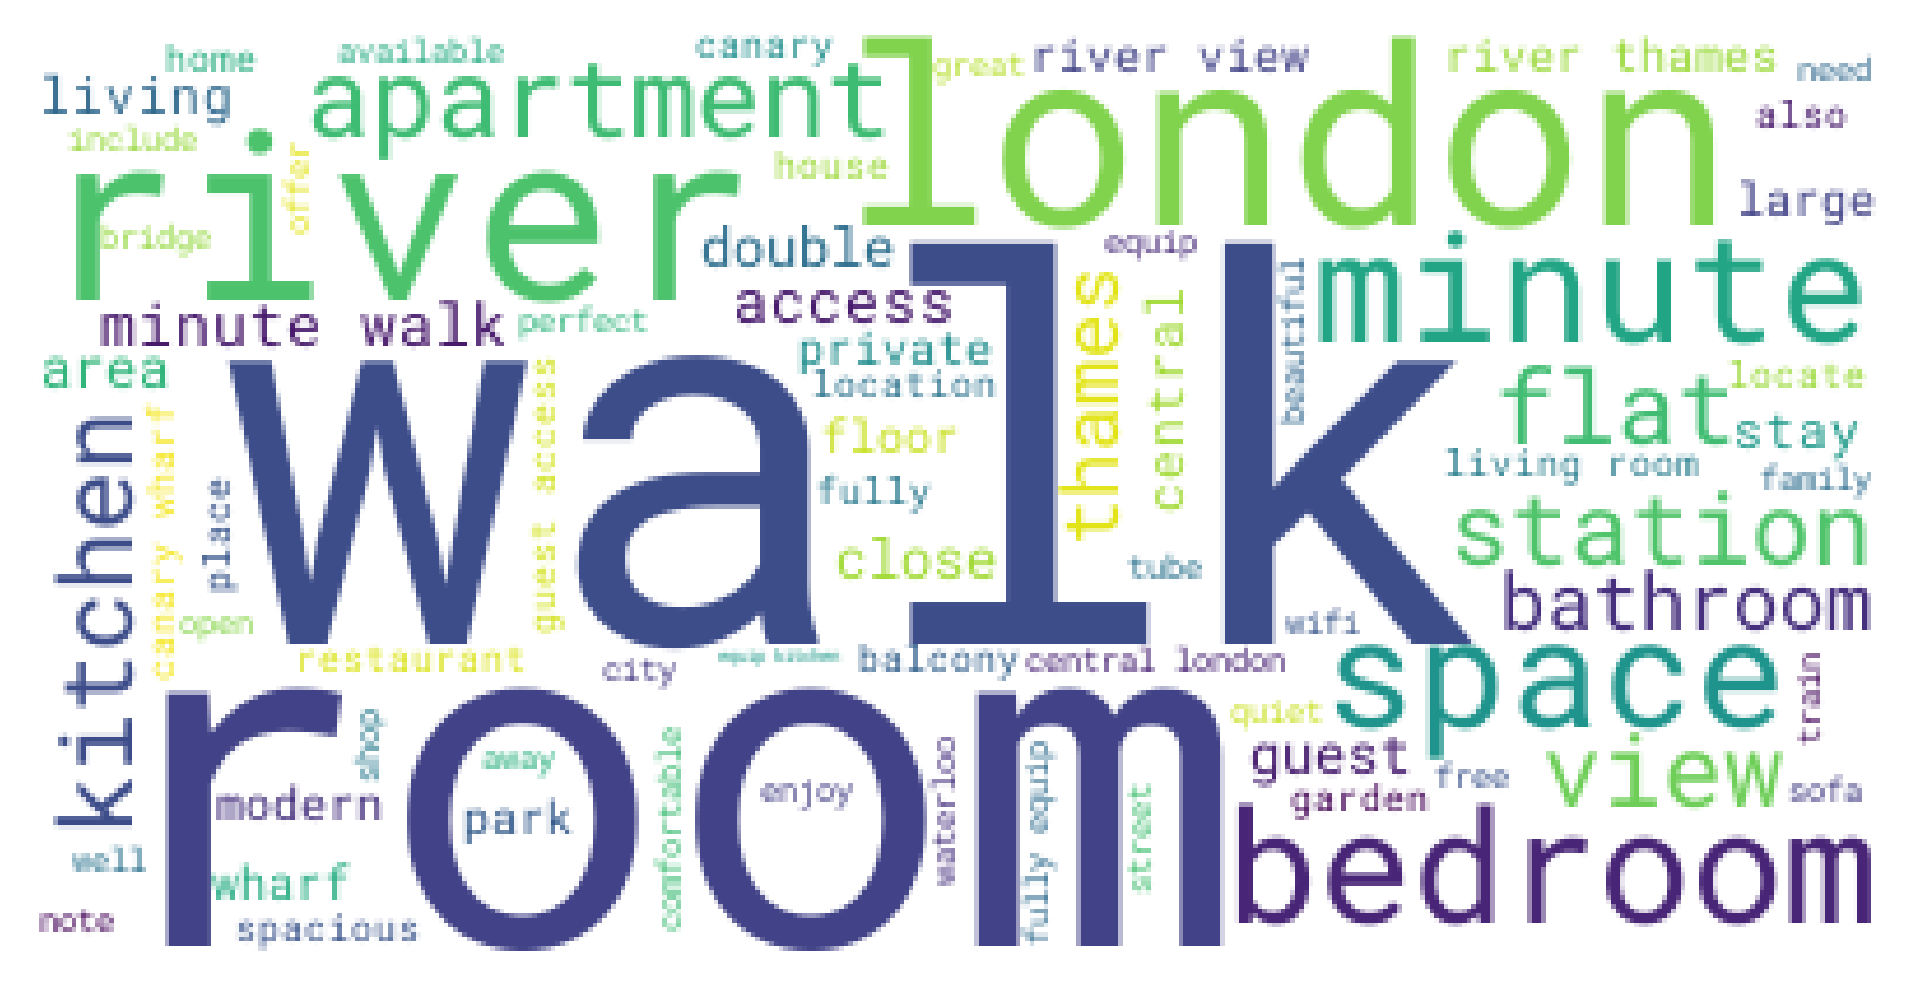 home
available
canary
great
river view
river thames
need
living
apartment
london
also
include
offer
house
river
large
bridge
double
equip
minute
minute walk
perfect
access
thames
central
beautiful
area
private
location
flat
locate
walk
kitchen
canary wharf
guest access
floor
stay
living room
family
place
fully
station
close
tube
bathroom
open
wifi
restaurant
city
equip kitchen
balcony
central london
space
train
room
shop
away
comfortable
quiet
guest
view
modern
park
enjoy
waterloo
fully equip
street
free
sofa
garden
well
wharf
bedroom
note
spacious